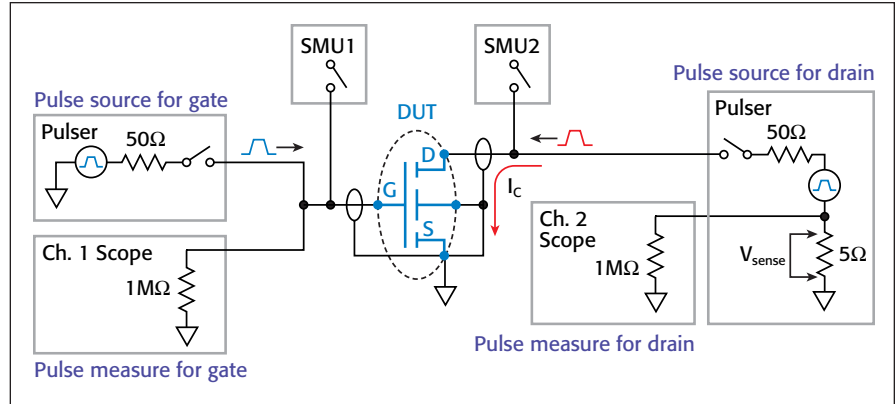 SMU1
SMU2
Pulse source for gate
Pulse source for drain
Pulser
50Ω
DUT
Pulser
50Ω
D
G
I_C
S
Ch. 1 Scope
1MΩ
Ch. 2
Scope
1MΩ
V_sense
5Ω
Pulse measure for drain
Pulse measure for gate